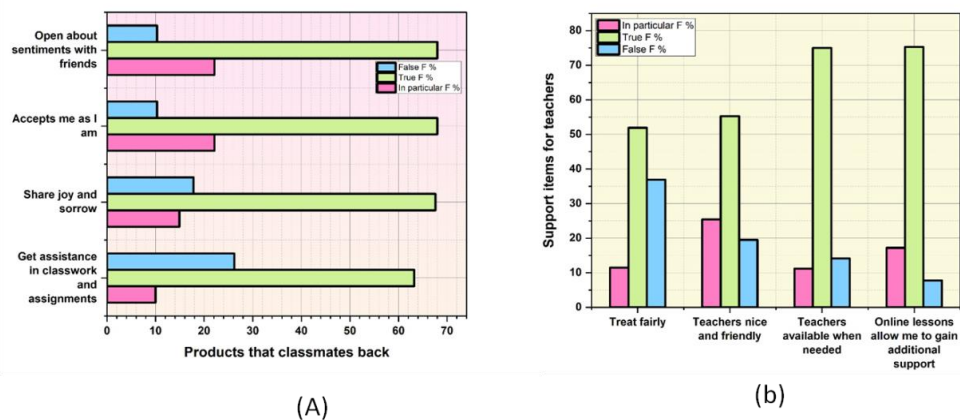 Open about
sentiments with
friends
Accepts me as I
am
Share joy and
sorrow
Get assistance
in classwork
and
assignments
False F %
True F %
In particular F %
0 10 20 30 40 50 60 70
Products that classmates back
(A)
Support items for teachers
80
70
60
50
40
30
20
10
0
In particular F %
True F %
False F %
Treat fairly
Teachers nice
and friendly
Teachers
available when
needed
Online lessons
allow me to gain
additional
support
(b)